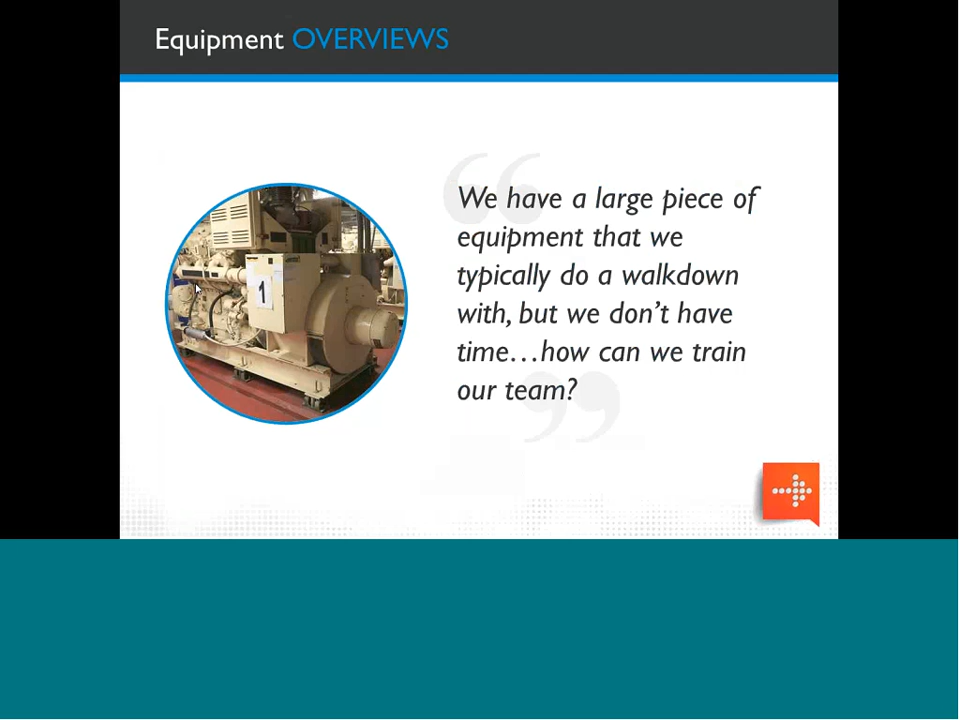 Equipment OVERVIEWS
We have a large piece of
equipment that we
typically do a walkdown
with, but we don’t have
time…how can we train
our team?
1